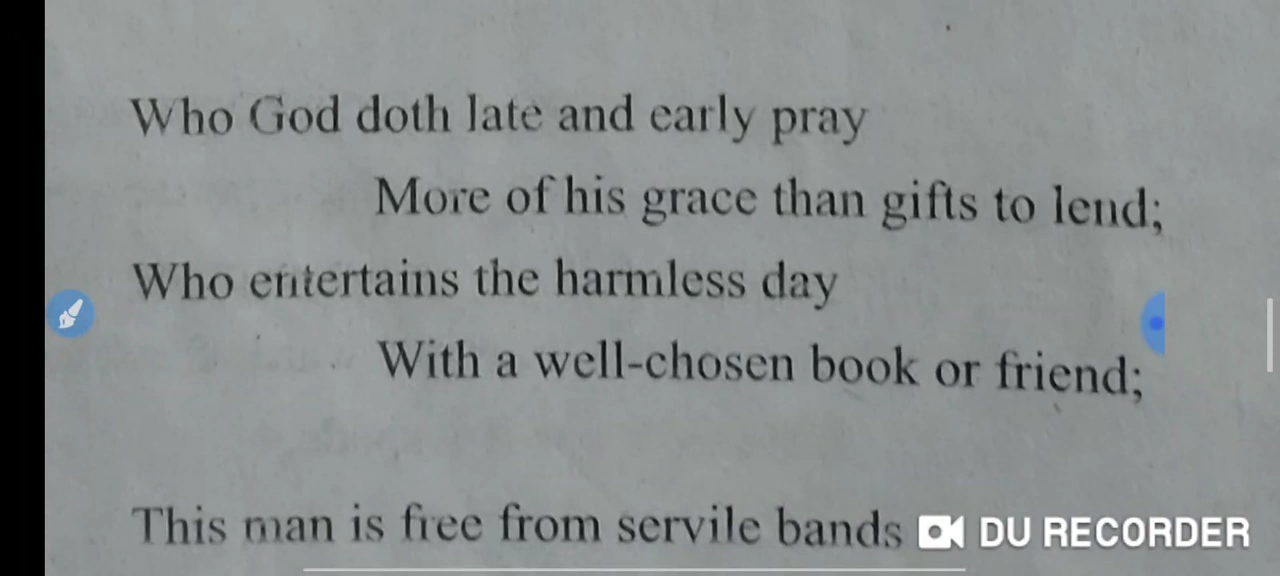 Who God doth late and early pray
More of his grace than gifts to lend;
Who entertains the harmless day
With a well-chosen book or friend;
This man is free from servile bands
DU RECORDER